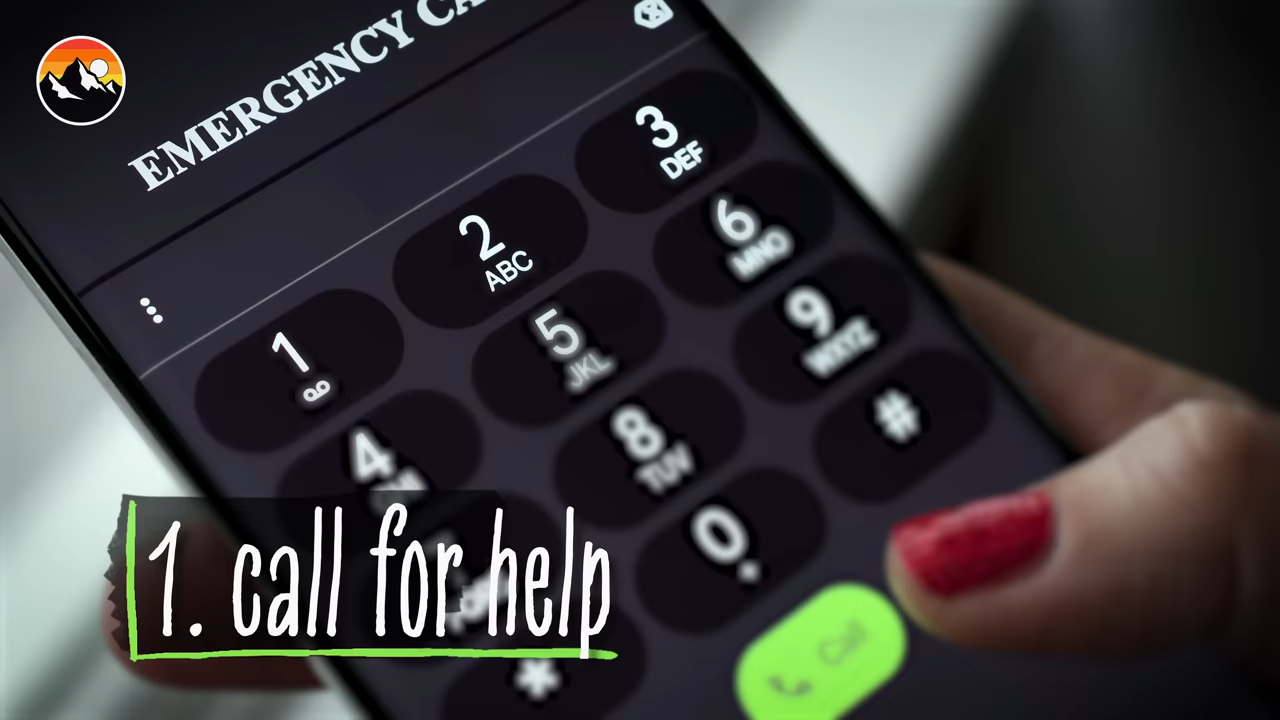 EMERGENCY CA
1
2
ABC
3
DEF
4
5
JKL
6
MNO
8
TUV
9
WXYZ
*
0
#
Call
1. call for help